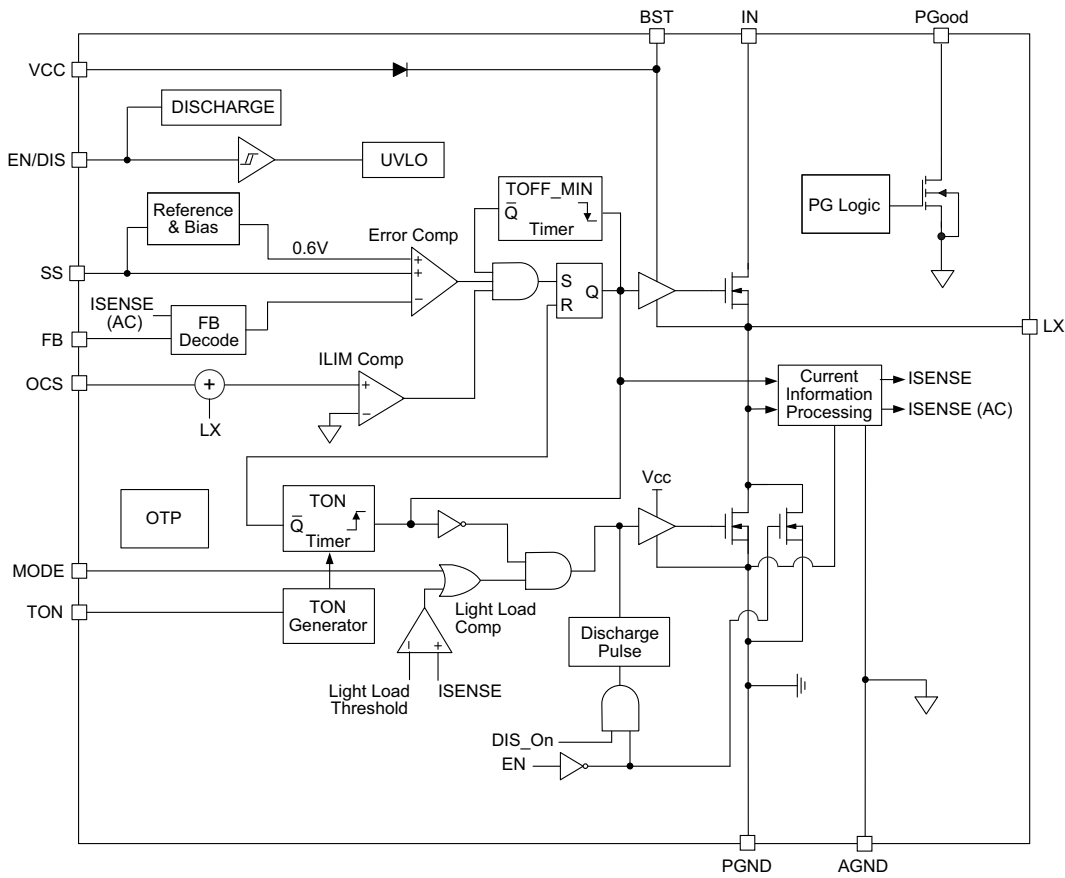 BST
IN
PGood
VCC
DISCHARGE
EN/DIS
UVLO
TOFF_MIN
Q̅
Timer
PG Logic
Reference
& Bias
0.6V
Error Comp
SS
S
Q
R
ISENSE
(AC)
FB
Decode
FB
LX
ILIM Comp
OCS
+
LX
Current
Information
Processing
ISENSE
ISENSE (AC)
Vcc
OTP
TON
Q̅
Timer
MODE
TON
TON
Generator
Light Load
Comp
Discharge
Pulse
Light Load
Threshold
ISENSE
DIS_On
EN
PGND
AGND